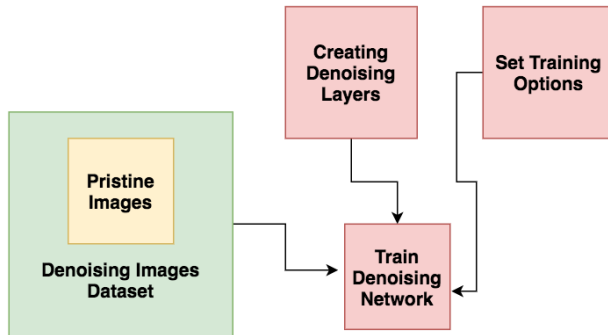 Creating
Denoising
Layers
Set Training
Options
Pristine
Images
Denoising Images
Dataset
Train
Denoising
Network